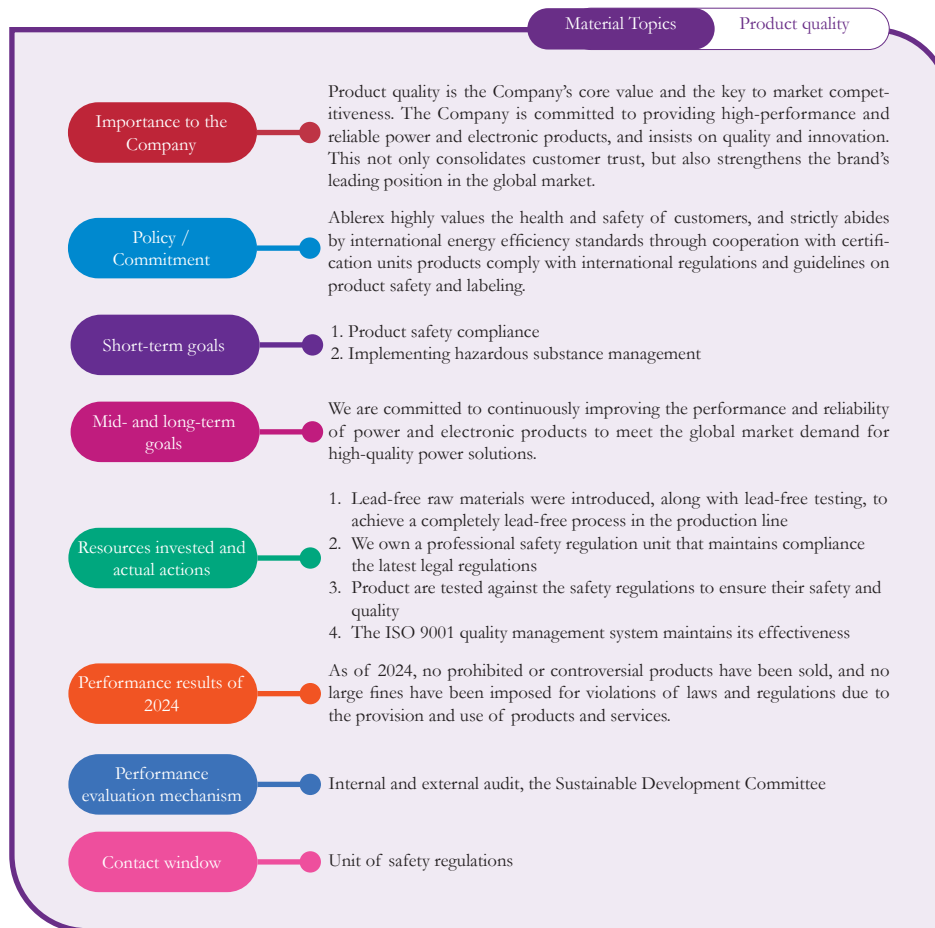 Material Topics Product quality
Importance to the
Company
Product quality is the Company's core value and the key to market compet-
itiveness. The Company is committed to providing high-performance and
reliable power and electronic products, and insists on quality and innovation.
This not only consolidates customer trust, but also strengthens the brand's
leading position in the global market.
Policy /
Commitment
Ablerex highly values the health and safety of customers, and strictly abides
by international energy efficiency standards through cooperation with certifi-
cation units products comply with international regulations and guidelines on
product safety and labeling.
Short-term goals
1. Product safety compliance
2. Implementing hazardous substance management
Mid- and long-term
goals
We are committed to continuously improving the performance and reliability
of power and electronic products to meet the global market demand for
high-quality power solutions.
Resources invested and
actual actions
1. Lead-free raw materials were introduced, along with lead-free testing, to
achieve a completely lead-free process in the production line
2. We own a professional safety regulation unit that maintains compliance
the latest legal regulations
3. Product are tested against the safety regulations to ensure their safety and
quality
4. The ISO 9001 quality management system maintains its effectiveness
Performance results of
2024
As of 2024, no prohibited or controversial products have been sold, and no
large fines have been imposed for violations of laws and regulations due to
the provision and use of products and services.
Performance
evaluation mechanism
Internal and external audit, the Sustainable Development Committee
Contact window
Unit of safety regulations